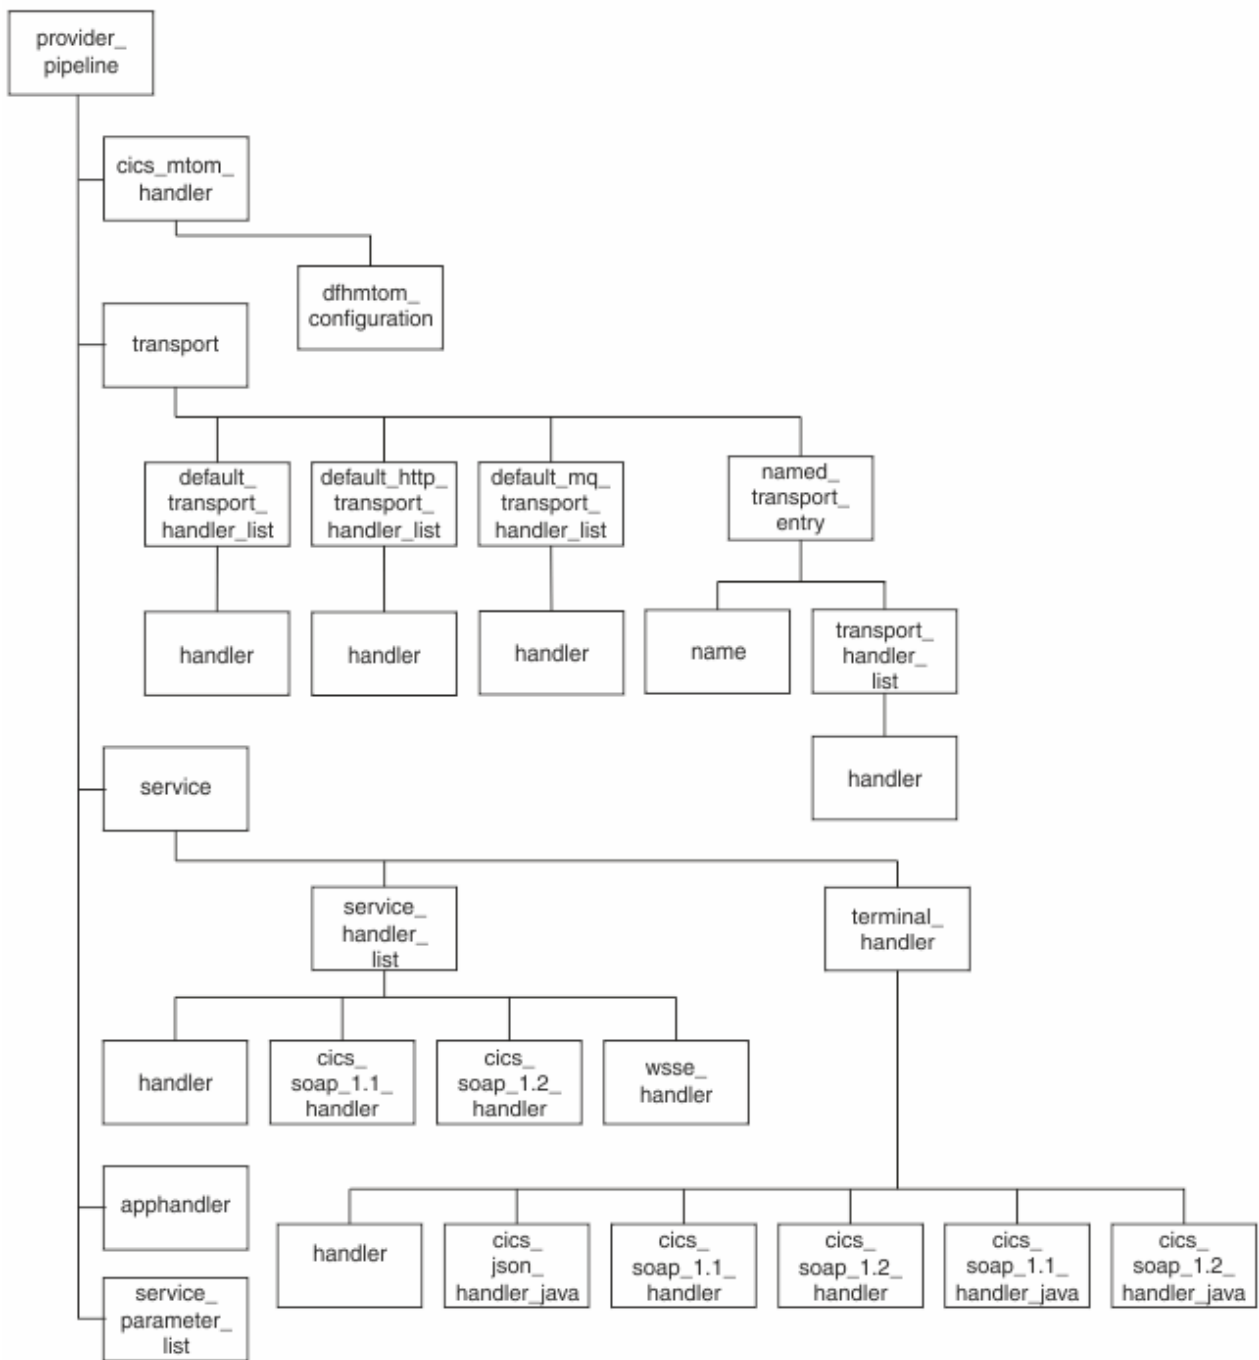 provider_
pipeline
cics_mtom_
handler
dfhmtom_
configuration
transport
default_
transport_
handler_list
default_http_
transport_
handler_list
default_mq_
transport_
handler_list
named_
transport_
entry
handler
handler
handler
name
transport_
handler_
list
handler
service
service_
handler_
list
terminal_
handler
handler
cics_
soap_1.1_
handler
cics_
soap_1.2_
handler
wsse_
handler
apphandler
handler
cics_
json_
handler_java
cics_
soap_1.1_
handler
cics_
soap_1.2_
handler
cics_
soap_1.1_
handler_java
cics_
soap_1.2_
handler_java
service_
parameter_
list